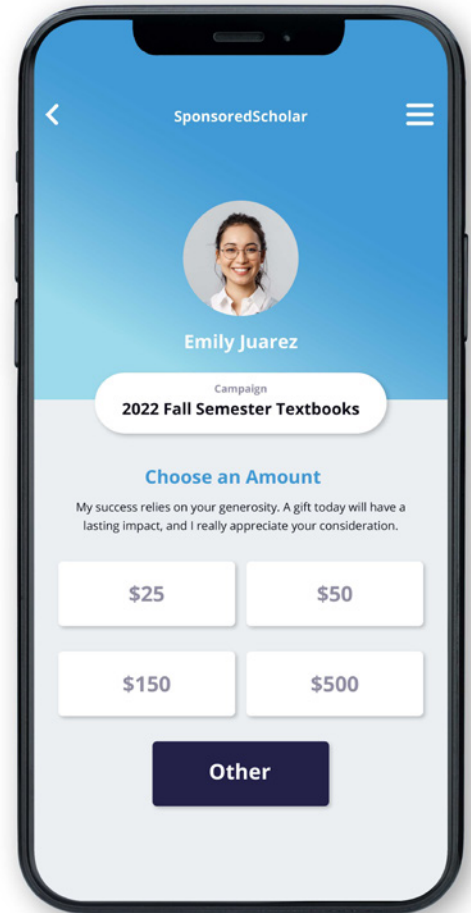 SponsoredScholar
Emily Juarez
Campaign
2022 Fall Semester Textbooks
Choose an Amount
My success relies on your generosity. A gift today will have a
lasting impact, and I really appreciate your consideration.
$25
$50
$150
$500
Other